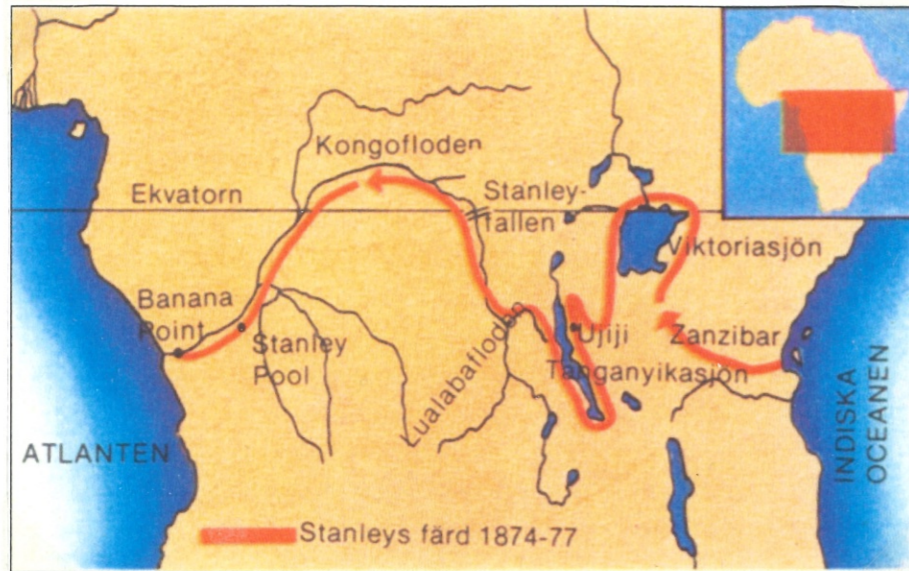 Kongofloden
Ekvatorn
Stanley-
fallen
Viktoriasjön
Banana
Point
Stanley
Pool
Lualabafloden
Ujiji
Zanzibar
Tanganyikasjön
ATLANTEN
INDISKA
OCEANEN
Stanleys färd 1874-77